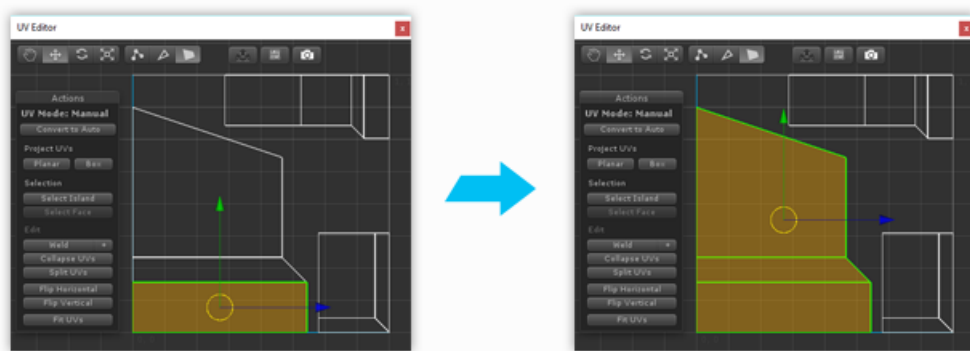 UV Editor
x
Actions
UV Mode: Manual
Convert to Auto
Project UVs
Planar Box
Selection
Select Island
Select Face
Edit
Weld +
Collapse UVs
Split UVs
Flip Horizontal
Flip Vertical
Fit UVs
UV Editor
x
Actions
UV Mode: Manual
Convert to Auto
Project UVs
Planar Box
Selection
Select Island
Select Face
Edit
Weld +
Collapse UVs
Split UVs
Flip Horizontal
Flip Vertical
Fit UVs